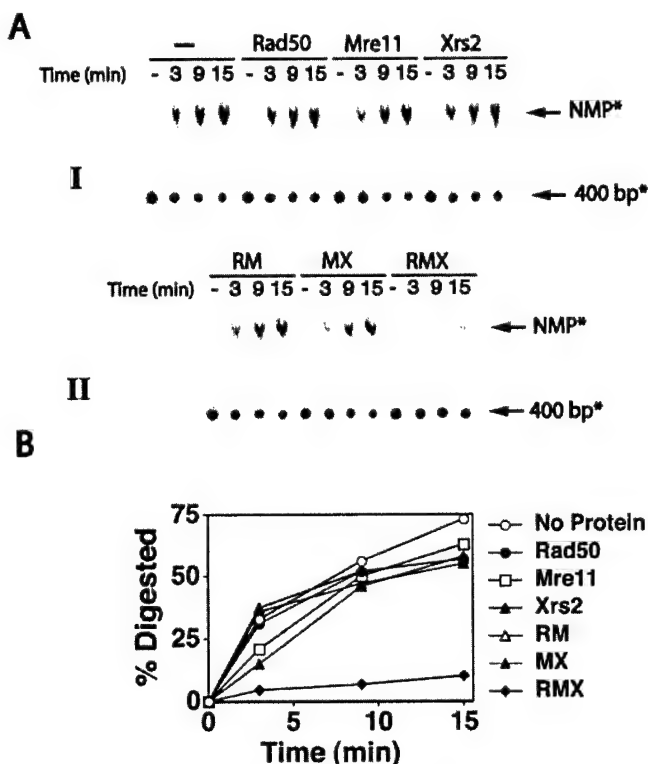 A
— Rad50 Mre11 Xrs2
Time (min) - 3 9 15 - 3 9 15 - 3 9 15 - 3 9 15
NMP*
I
400 bp*
RM MX RMX
Time (min) - 3 9 15 - 3 9 15 - 3 9 15
NMP*
II
400 bp*
B
75
50
25
0
% Digested
0 5 10 15
Time (min)
No Protein
Rad50
Mre11
Xrs2
RM
MX
RMX